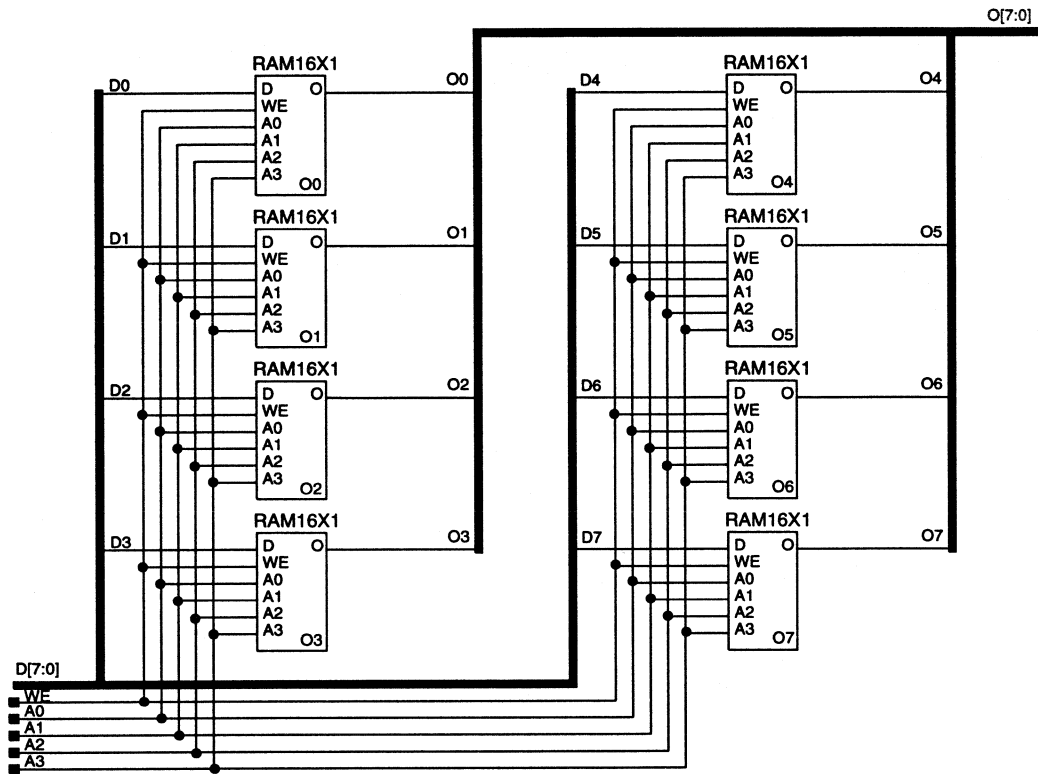 O[7:0]
RAM16X1
D0
D O
WE
A0
A1
A2
A3
O0
O0
RAM16X1
D1
D O
WE
A0
A1
A2
A3
O1
O1
RAM16X1
D2
D O
WE
A0
A1
A2
A3
O2
O2
RAM16X1
D3
D O
WE
A0
A1
A2
A3
O3
O3
RAM16X1
D4
D O
WE
A0
A1
A2
A3
O4
O4
RAM16X1
D5
D O
WE
A0
A1
A2
A3
O5
O5
RAM16X1
D6
D O
WE
A0
A1
A2
A3
O6
O6
RAM16X1
D7
D O
WE
A0
A1
A2
A3
O7
O7
D[7:0]
WE
A0
A1
A2
A3